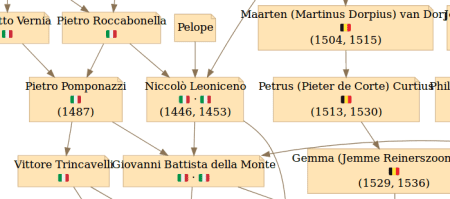 tto Vernia
Pietro Roccabonella
Pelope
Maarten (Martinus Dorpius) van Dor
(1504, 1515)
Pietro Pomponazzi
(1487)
Niccolò Leoniceno
(1446, 1453)
Petrus (Pieter de Corte) Curtius
(1513, 1530)
Phil
Vittore Trincavelli
Giovanni Battista della Monte
Gemma (Jemme Reinerszoon
(1529, 1536)